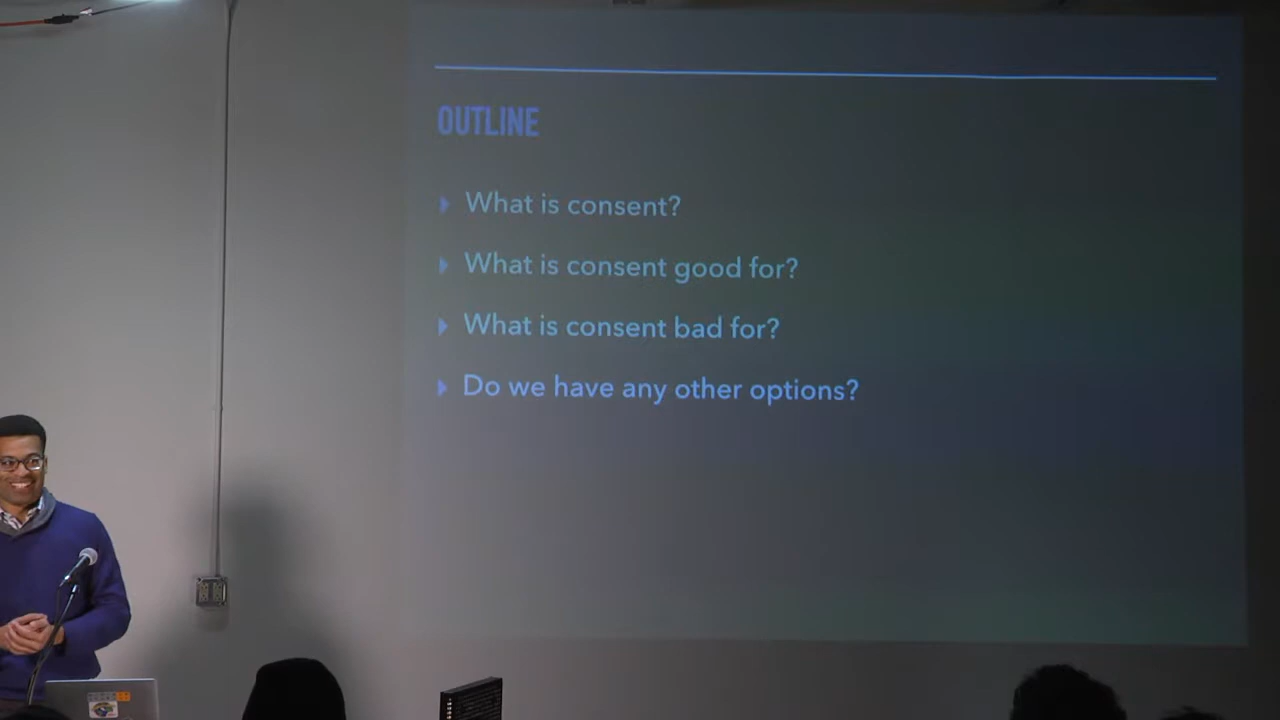 OUTLINE
What is consent?
What is consent good for?
What is consent bad for?
Do we have any other options?